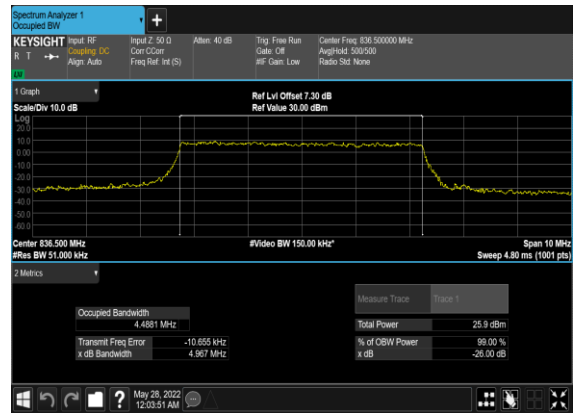 Spectrum Analyzer 1
Occupied BW
+
KEYSIGHT Input: RF Input Z: 50 Ω Atten: 40 dB Trig: Free Run Center Freq: 836.500000 MHz
R T Coupling: DC Corr CCorr Gate: Off Avg|Hold: 500/500
Align: Auto Freq Ref: Int (S) #IF Gain: Low Radio Std: None
LXI
1 Graph
Ref Lvl Offset 7.30 dB
Scale/Div 10.0 dB Ref Value 30.00 dBm
Log
20.0
10.0
0.00
-10.0
-20.0
-30.0
-40.0
-50.0
-60.0
Center 836.500 MHz #Video BW 150.00 kHz* Span 10 MHz
#Res BW 51.000 kHz Sweep 4.80 ms (1001 pts)
2 Metrics
Measure Trace Trace 1
Occupied Bandwidth
4.4881 MHz Total Power 25.9 dBm
Transmit Freq Error -10.655 kHz % of OBW Power 99.00 %
x dB Bandwidth 4.967 MHz x dB -26.00 dB
? May 28, 2022
12:03:51 AM